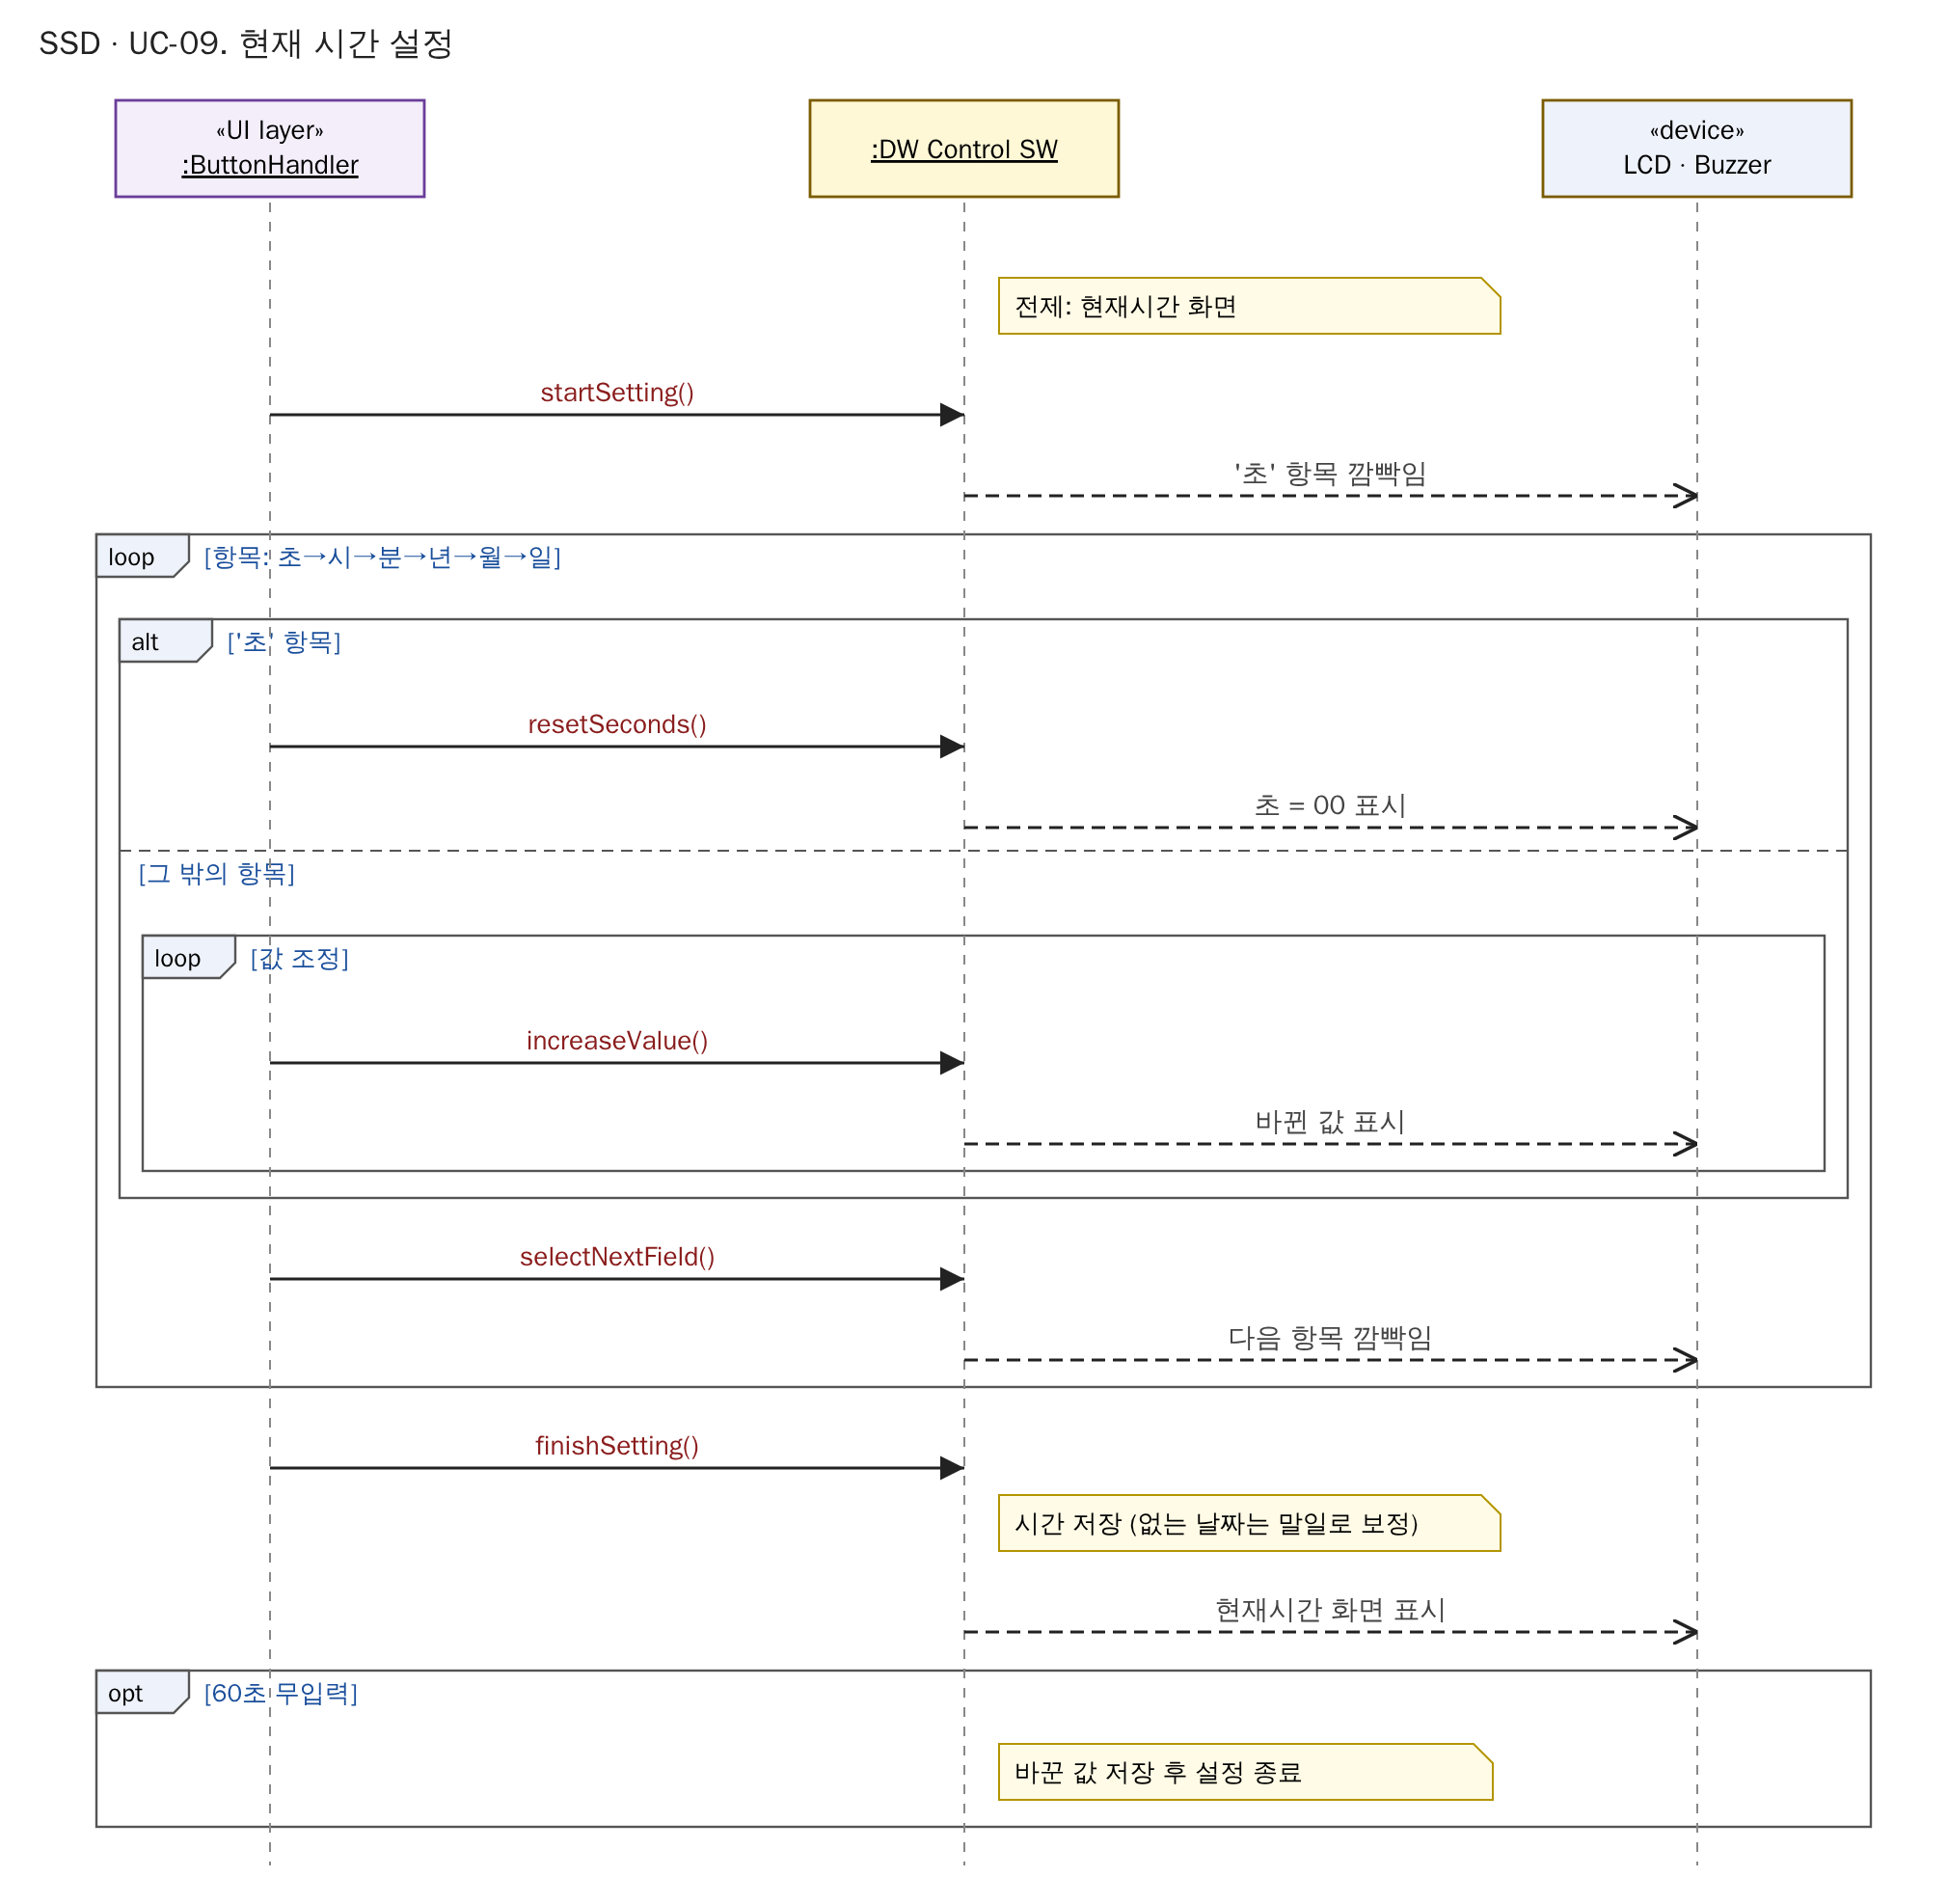 SSD · UC-09. 현재 시간 설정
«UI layer»
:ButtonHandler
:DW Control SW
«device»
LCD · Buzzer
전제: 현재시간 화면
startSetting()
'초' 항목 깜빡임
loop [항목: 초→시→분→년→월→일]
alt ['초' 항목]
resetSeconds()
초 = 00 표시
[그 밖의 항목]
loop [값 조정]
increaseValue()
바뀐 값 표시
selectNextField()
다음 항목 깜빡임
finishSetting()
시간 저장 (없는 날짜는 말일로 보정)
현재시간 화면 표시
opt [60초 무입력]
바꾼 값 저장 후 설정 종료